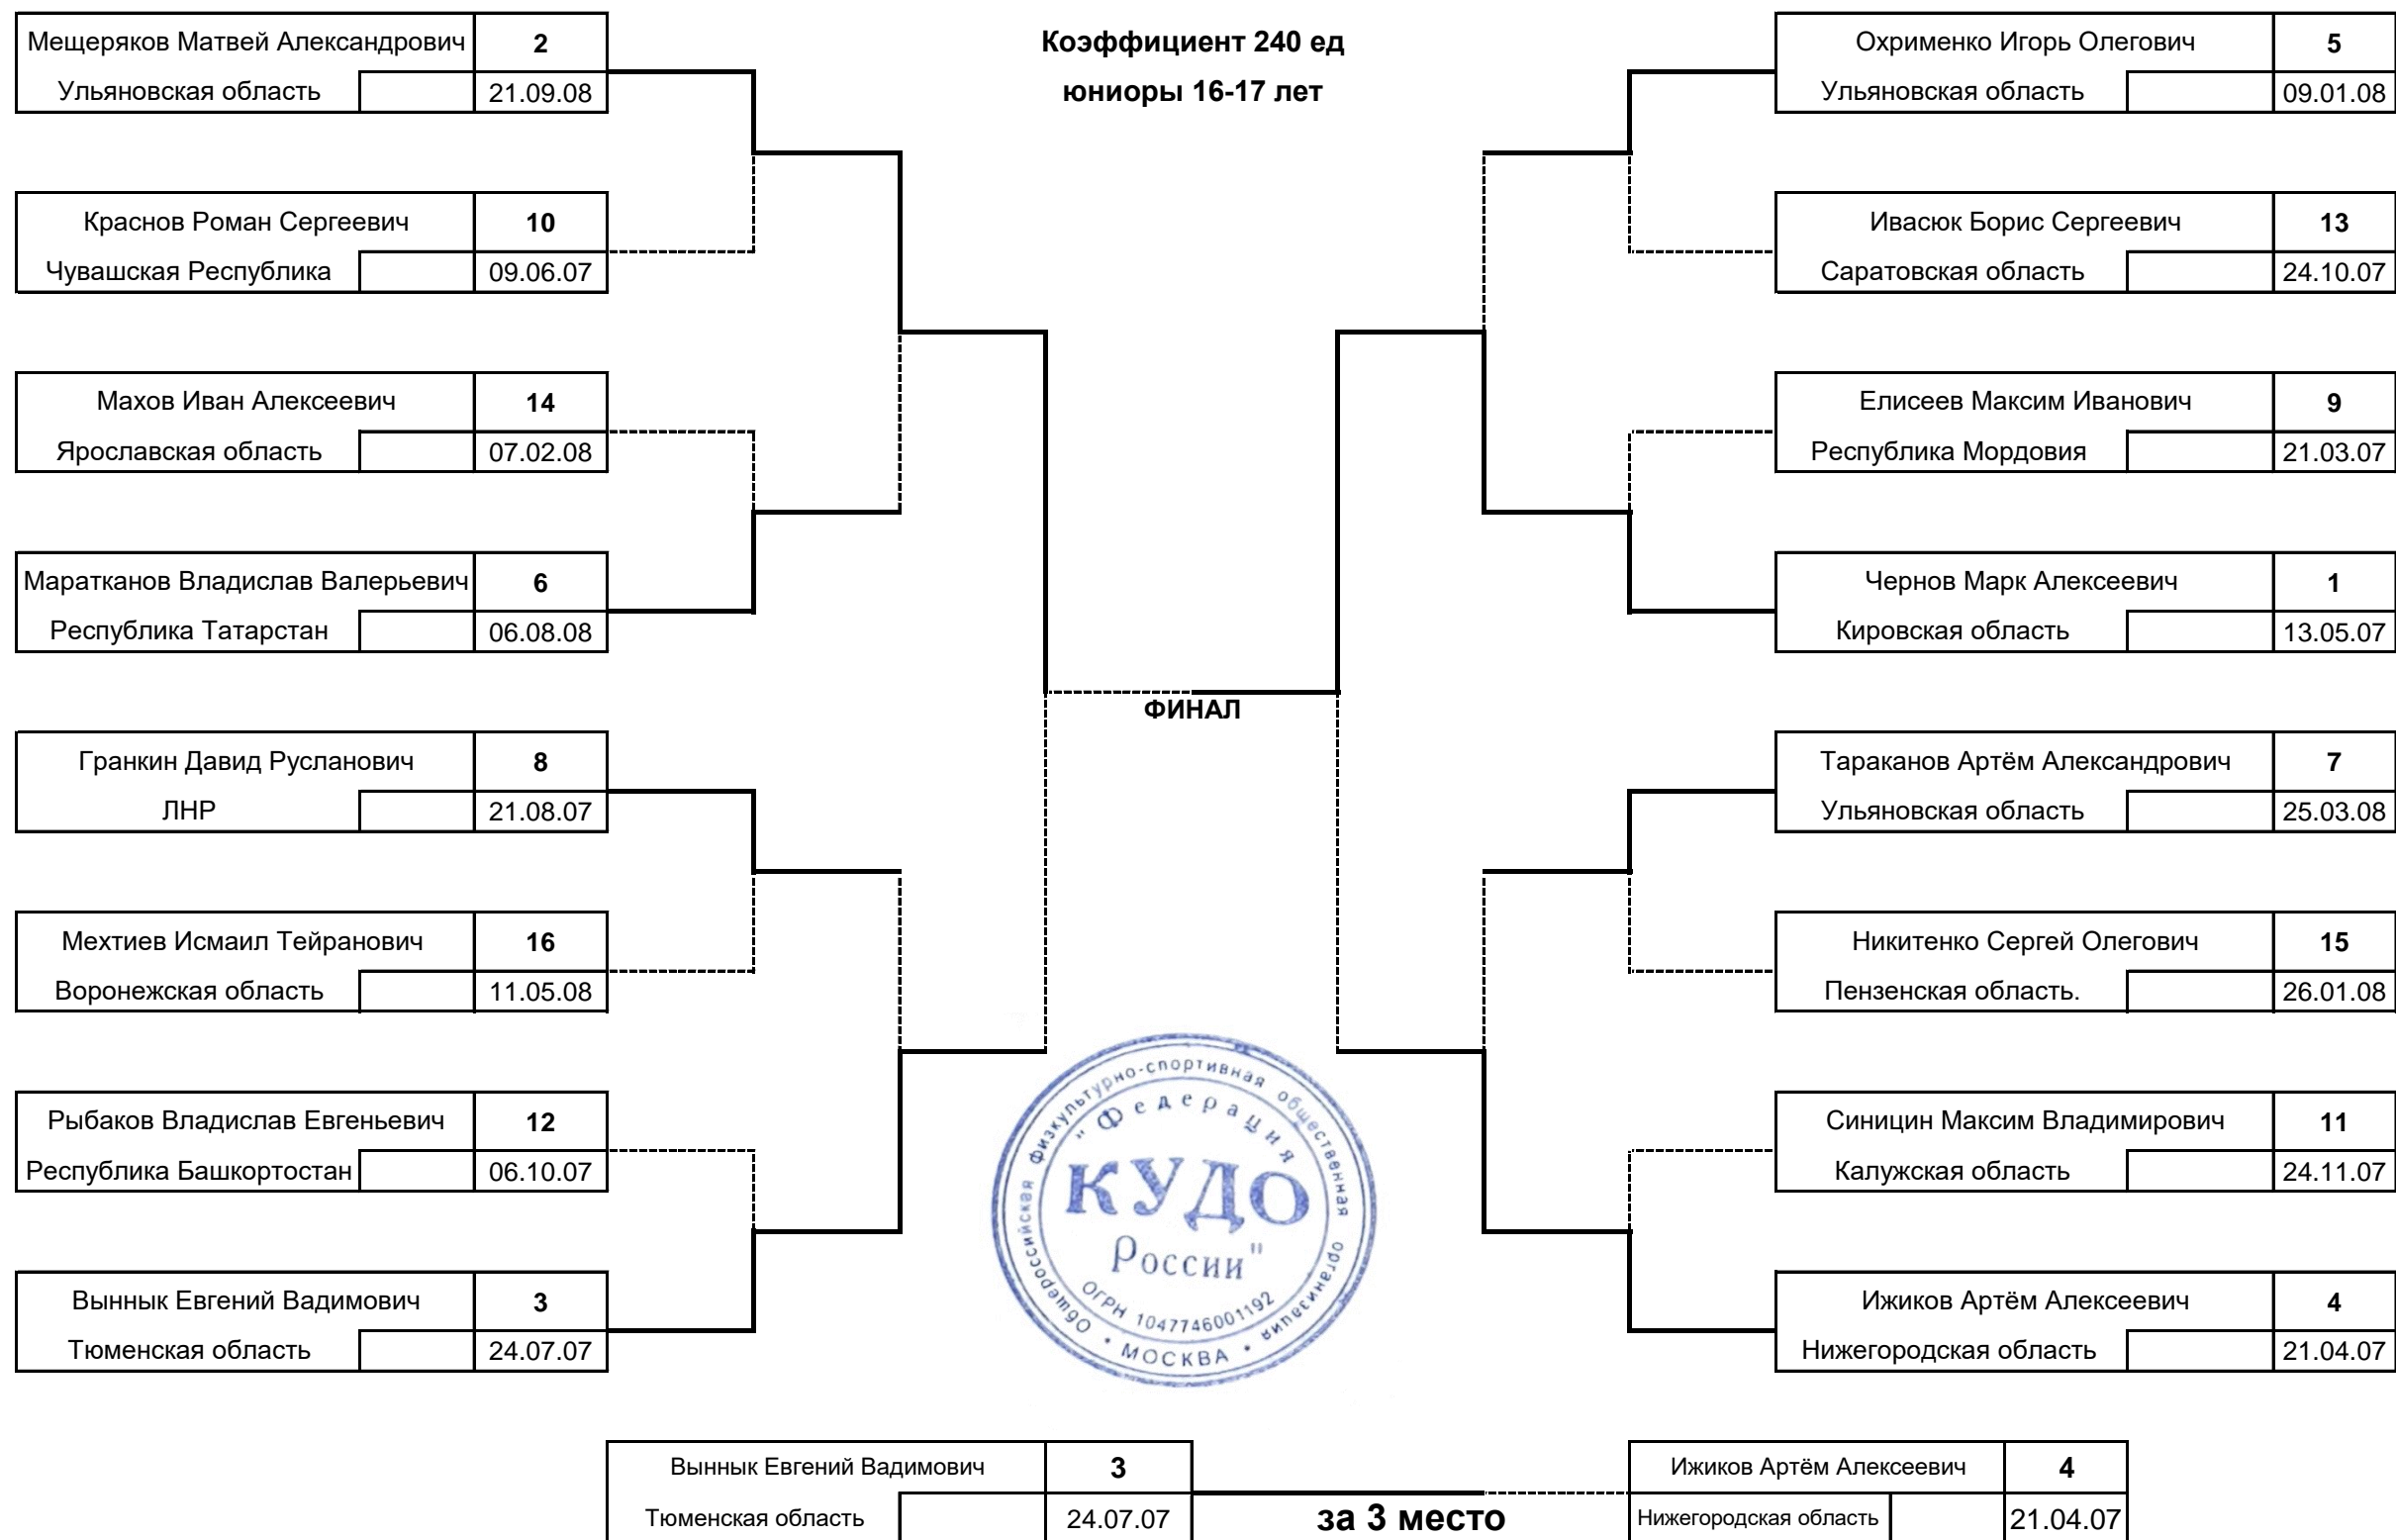 Коэффициент 240 ед
юниоры 16-17 лет
Мещеряков Матвей Александрович 2
Ульяновская область 21.09.08
Краснов Роман Сергеевич 10
Чувашская Республика 09.06.07
Махов Иван Алексеевич 14
Ярославская область 07.02.08
Маратканов Владислав Валерьевич 6
Республика Татарстан 06.08.08
Гранкин Давид Русланович 8
ЛНР 21.08.07
Мехтиев Исмаил Тейранович 16
Воронежская область 11.05.08
Рыбаков Владислав Евгеньевич 12
Республика Башкортостан 06.10.07
Выннык Евгений Вадимович 3
Тюменская область 24.07.07
ФИНАЛ
Охрименко Игорь Олегович 5
Ульяновская область 09.01.08
Ивасюк Борис Сергеевич 13
Саратовская область 24.10.07
Елисеев Максим Иванович 9
Республика Мордовия 21.03.07
Чернов Марк Алексеевич 1
Кировская область 13.05.07
Тараканов Артём Александрович 7
Ульяновская область 25.03.08
Никитенко Сергей Олегович 15
Пензенская область. 26.01.08
Синицин Максим Владимирович 11
Калужская область 24.11.07
Ижиков Артём Алексеевич 4
Нижегородская область 21.04.07
Общероссийская физкультурно-спортивная общественная организация
"Федерация
КУДО
России"
ОГРН 1047746001192
• МОСКВА •
Выннык Евгений Вадимович 3
Тюменская область 24.07.07
за 3 место
Ижиков Артём Алексеевич 4
Нижегородская область 21.04.07